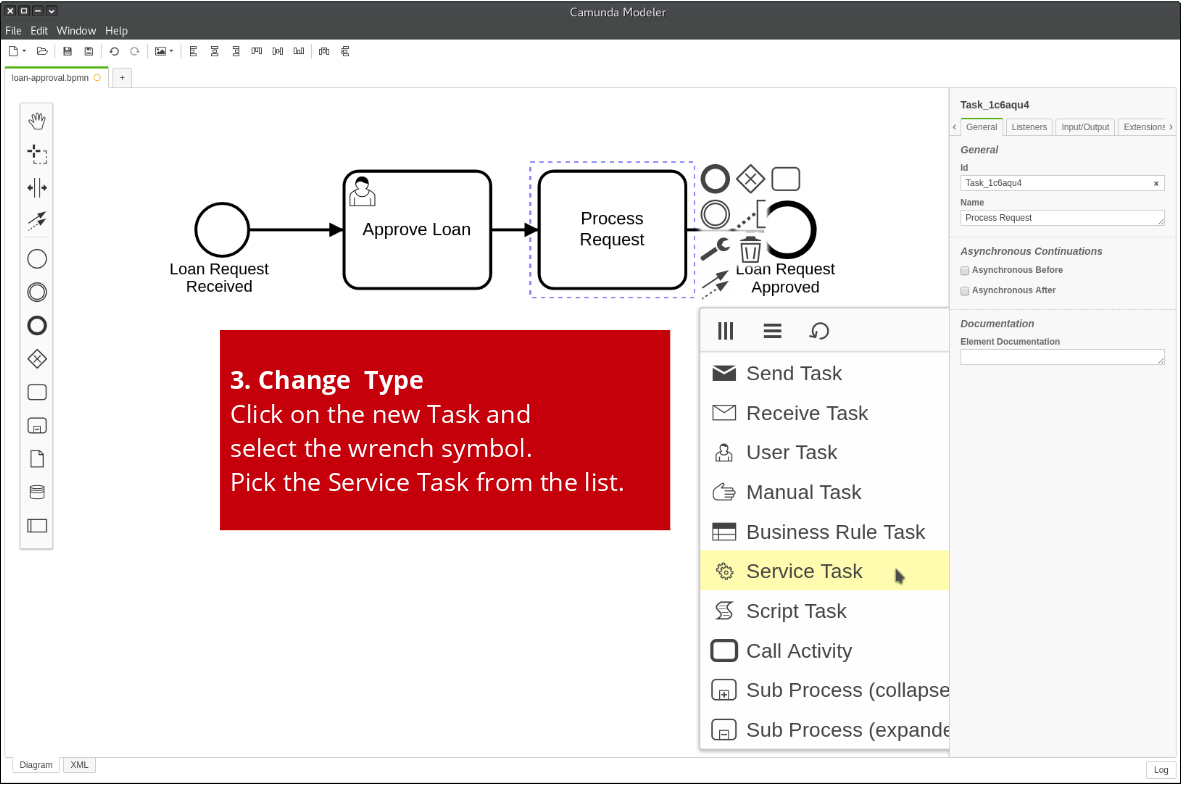 Camunda Modeler
File Edit Window Help
loan-approval.bpmn +
Task_1c6aqu4
General Listeners Input/Output Extensions
General
Id
Task_1c6aqu4 x
Name
Process Request
Asynchronous Continuations
Asynchronous Before
Asynchronous After
Documentation
Element Documentation
Approve Loan
Process
Request
Loan Request
Received
Loan Request
Approved
3. Change Type
Click on the new Task and
select the wrench symbol.
Pick the Service Task from the list.
Send Task
Receive Task
User Task
Manual Task
Business Rule Task
Service Task
Script Task
Call Activity
Sub Process (collapse
Sub Process (expande
Diagram XML
Log